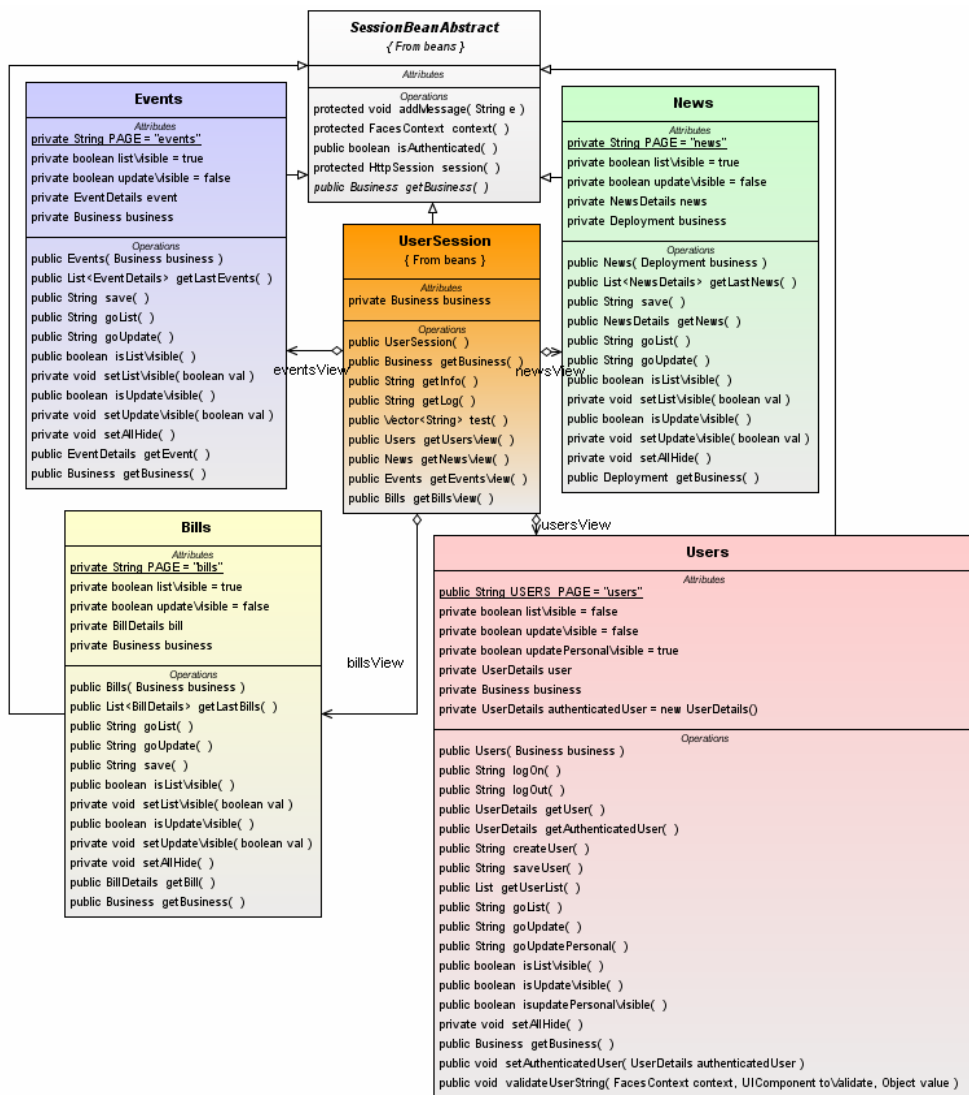 SessionBeanAbstract
{ From beans }
Attributes
Operations
protected void addMessage( String e )
protected FacesContext context( )
public boolean isAuthenticated( )
protected HttpSession session( )
public Business getBusiness( )
Events
Attributes
private String PAGE = "events"
private boolean listVisible = true
private boolean updateVisible = false
private EventDetails event
private Business business
Operations
public Events( Business business )
public List<EventDetails> getLastEvents( )
public String save( )
public String goList( )
public String goUpdate( )
public boolean isListVisible( )
private void setListVisible( boolean val )
public boolean isUpdateVisible( )
private void setUpdateVisible( boolean val )
private void setAllHide( )
public EventDetails getEvent( )
public Business getBusiness( )
News
Attributes
private String PAGE = "news"
private boolean listVisible = true
private boolean updateVisible = false
private NewsDetails news
private Deployment business
Operations
public News( Deployment business )
public List<NewsDetails> getLastNews( )
public String save( )
public NewsDetails getNews( )
public String goList( )
public String goUpdate( )
public boolean isListVisible( )
private void setListVisible( boolean val )
public boolean isUpdateVisible( )
private void setUpdateVisible( boolean val )
private void setAllHide( )
public Deployment getBusiness( )
UserSession
{ From beans }
Attributes
private Business business
Operations
public UserSession( )
public Business getBusiness( )
public String getInfo( )
public String getLog( )
public Vector<String> test( )
public Users getUsersView( )
public News getNewsView( )
public Events getEventsView( )
public Bills getBillsView( )
eventsView
newsView
usersView
billsView
Bills
Attributes
private String PAGE = "bills"
private boolean listVisible = true
private boolean updateVisible = false
private BillDetails bill
private Business business
Operations
public Bills( Business business )
public List<BillDetails> getLastBills( )
public String goList( )
public String goUpdate( )
public String save( )
public boolean isListVisible( )
private void setListVisible( boolean val )
public boolean isUpdateVisible( )
private void setUpdateVisible( boolean val )
private void setAllHide( )
public BillDetails getBill( )
public Business getBusiness( )
Users
Attributes
public String USERS_PAGE = "users"
private boolean listVisible = false
private boolean updateVisible = false
private boolean updatePersonalVisible = true
private UserDetails user
private Business business
private UserDetails authenticatedUser = new UserDetails()
Operations
public Users( Business business )
public String logOn( )
public String logOut( )
public UserDetails getUser( )
public UserDetails getAuthenticatedUser( )
public String createUser( )
public String saveUser( )
public List getUserList( )
public String goList( )
public String goUpdate( )
public String goUpdatePersonal( )
public boolean isListVisible( )
public boolean isUpdateVisible( )
public boolean isupdatePersonalVisible( )
private void setAllHide( )
public Business getBusiness( )
public void setAuthenticatedUser( UserDetails authenticatedUser )
public void validateUserString( FacesContext context, UIComponent toValidate, Object value )